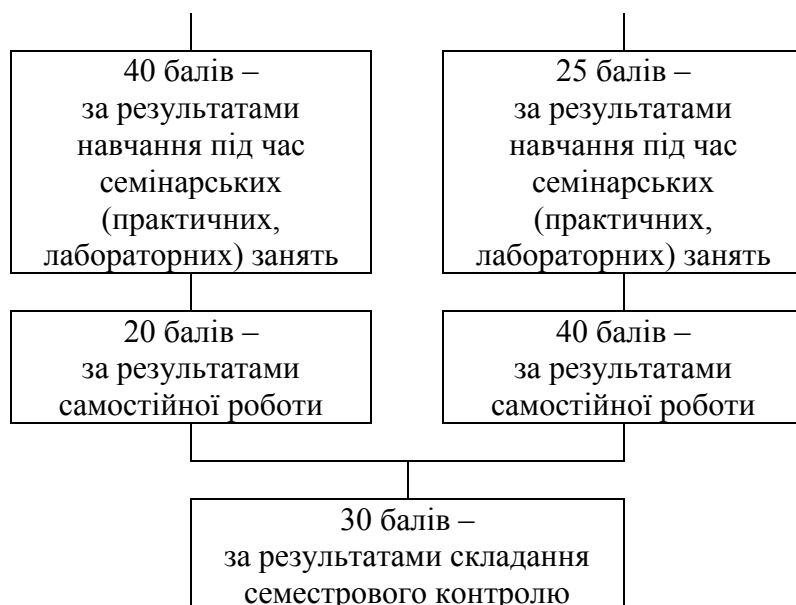 40 балів –
за результатами
навчання під час
семінарських
(практичних,
лабораторних) занять
25 балів –
за результатами
навчання під час
семінарських
(практичних,
лабораторних) занять
20 балів –
за результатами
самостійної роботи
40 балів –
за результатами
самостійної роботи
30 балів –
за результатами складання
семестрового контролю